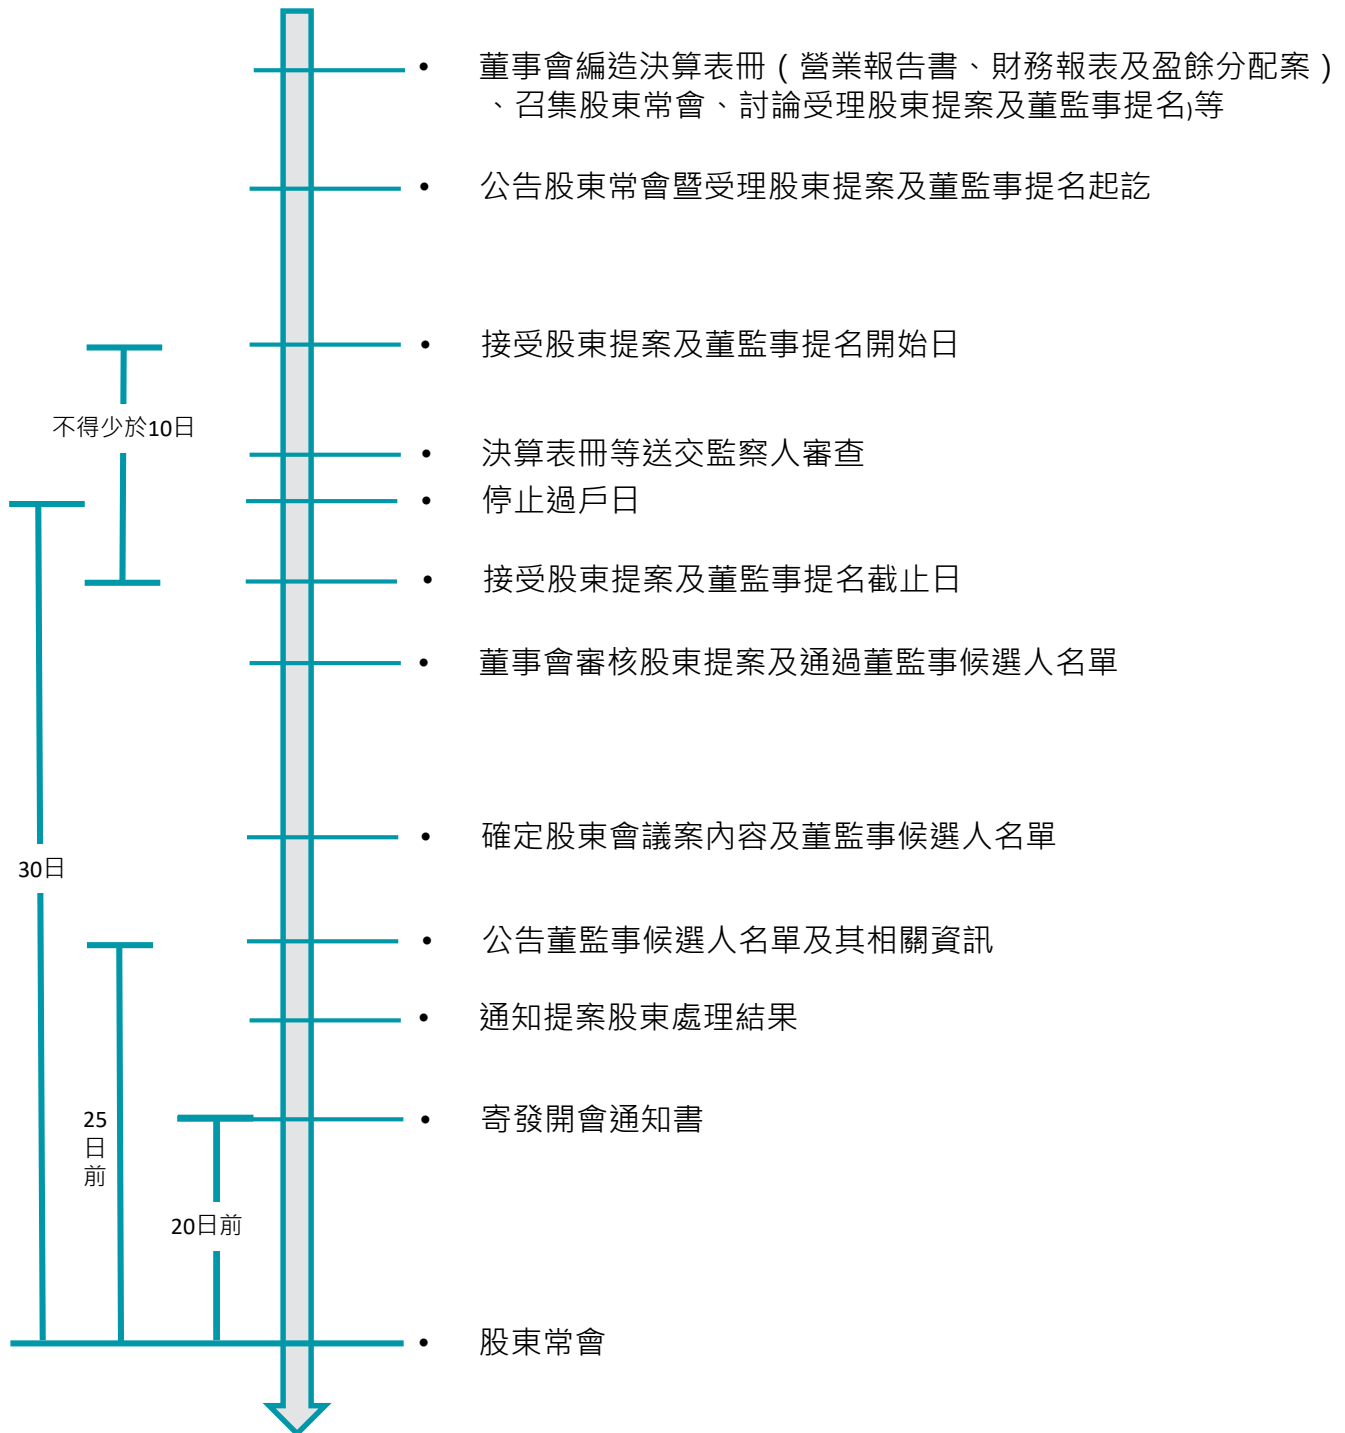 • 董事會編造決算表冊（營業報告書、財務報表及盈餘分配案）
、召集股東常會、討論受理股東提案及董監事提名)等
• 公告股東常會暨受理股東提案及董監事提名起訖
• 接受股東提案及董監事提名開始日
不得少於10日
• 決算表冊等送交監察人審查
• 停止過戶日
• 接受股東提案及董監事提名截止日
• 董事會審核股東提案及通過董監事候選人名單
• 確定股東會議案內容及董監事候選人名單
30日
• 公告董監事候選人名單及其相關資訊
• 通知提案股東處理結果
• 寄發開會通知書
25
日
前
20日前
• 股東常會